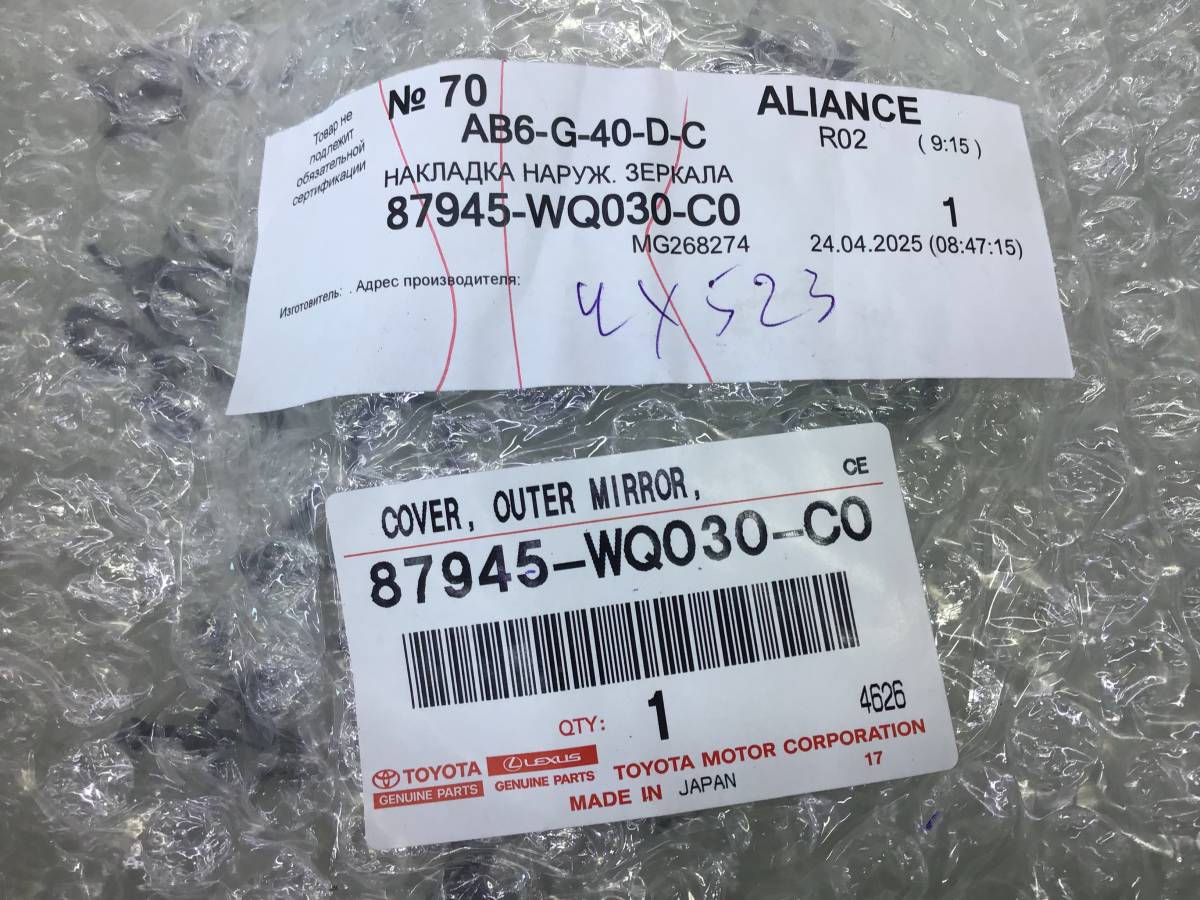 № 70
ALIANCE
AB6-G-40-D-C
R02 (9:15)
Товар не
подлежит
обязательной
сертификации
НАКЛАДКА НАРУЖ. ЗЕРКАЛА
87945-WQ030-C0
1
MG268274
24.04.2025 (08:47:15)
Изготовитель: . Адрес производителя:
4X523
COVER, OUTER MIRROR,
CE
87945-WQ030-C0
QTY: 1
4626
TOYOTA
GENUINE PARTS
LEXUS
GENUINE PARTS
TOYOTA MOTOR CORPORATION
17
MADE IN JAPAN